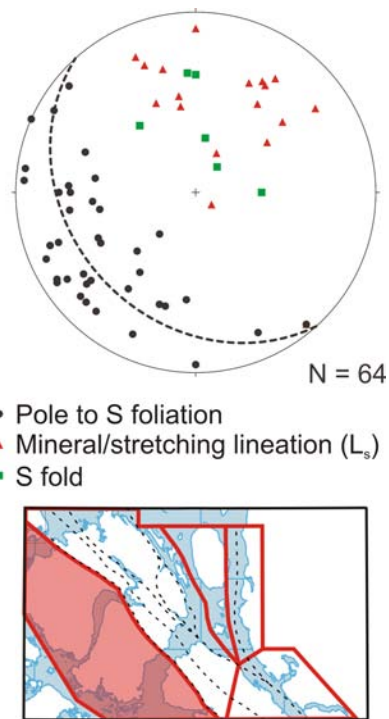 N = 64
Pole to S foliation
Mineral/stretching lineation (Ls)
S fold